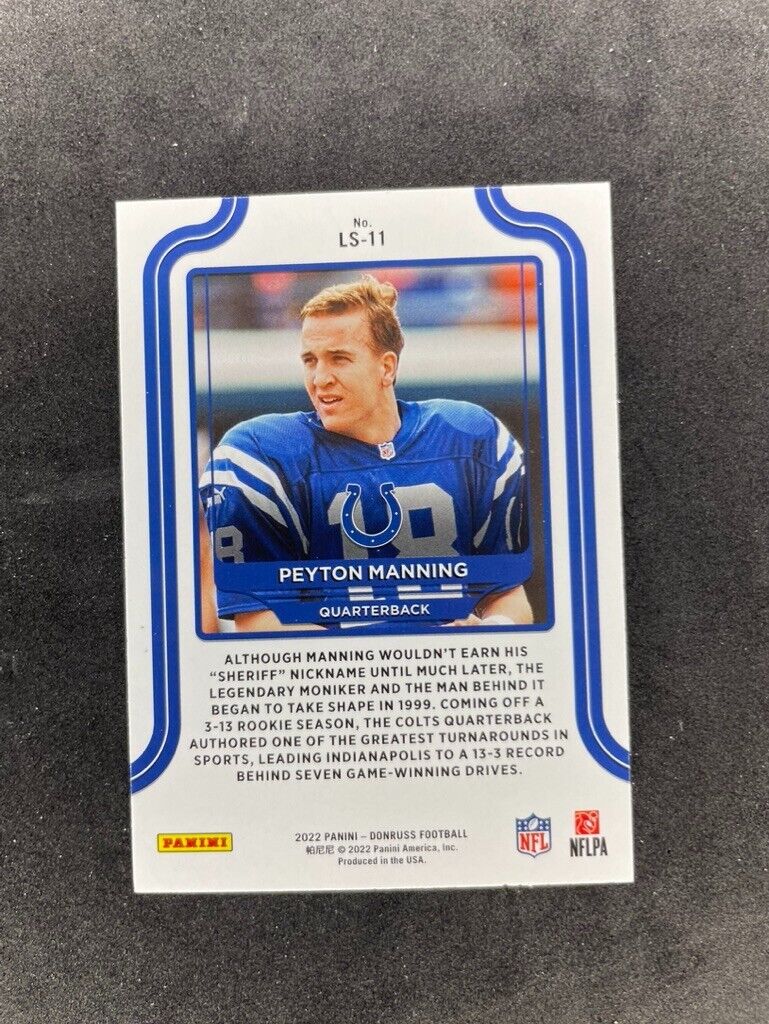 No.
LS-11
8
18
PEYTON MANNING
QUARTERBACK
ALTHOUGH MANNING WOULDN'T EARN HIS
"SHERIFF" NICKNAME UNTIL MUCH LATER, THE
LEGENDARY MONIKER AND THE MAN BEHIND IT
BEGAN TO TAKE SHAPE IN 1999. COMING OFF A
3-13 ROOKIE SEASON, THE COLTS QUARTERBACK
AUTHORED ONE OF THE GREATEST TURNAROUNDS IN
SPORTS, LEADING INDIANAPOLIS TO A 13-3 RECORD
BEHIND SEVEN GAME-WINNING DRIVES.
PANINI
2022 PANINI – DONRUSS FOOTBALL
帕尼尼 © 2022 Panini America, Inc.
Produced in the USA.
NFL
NFLPA